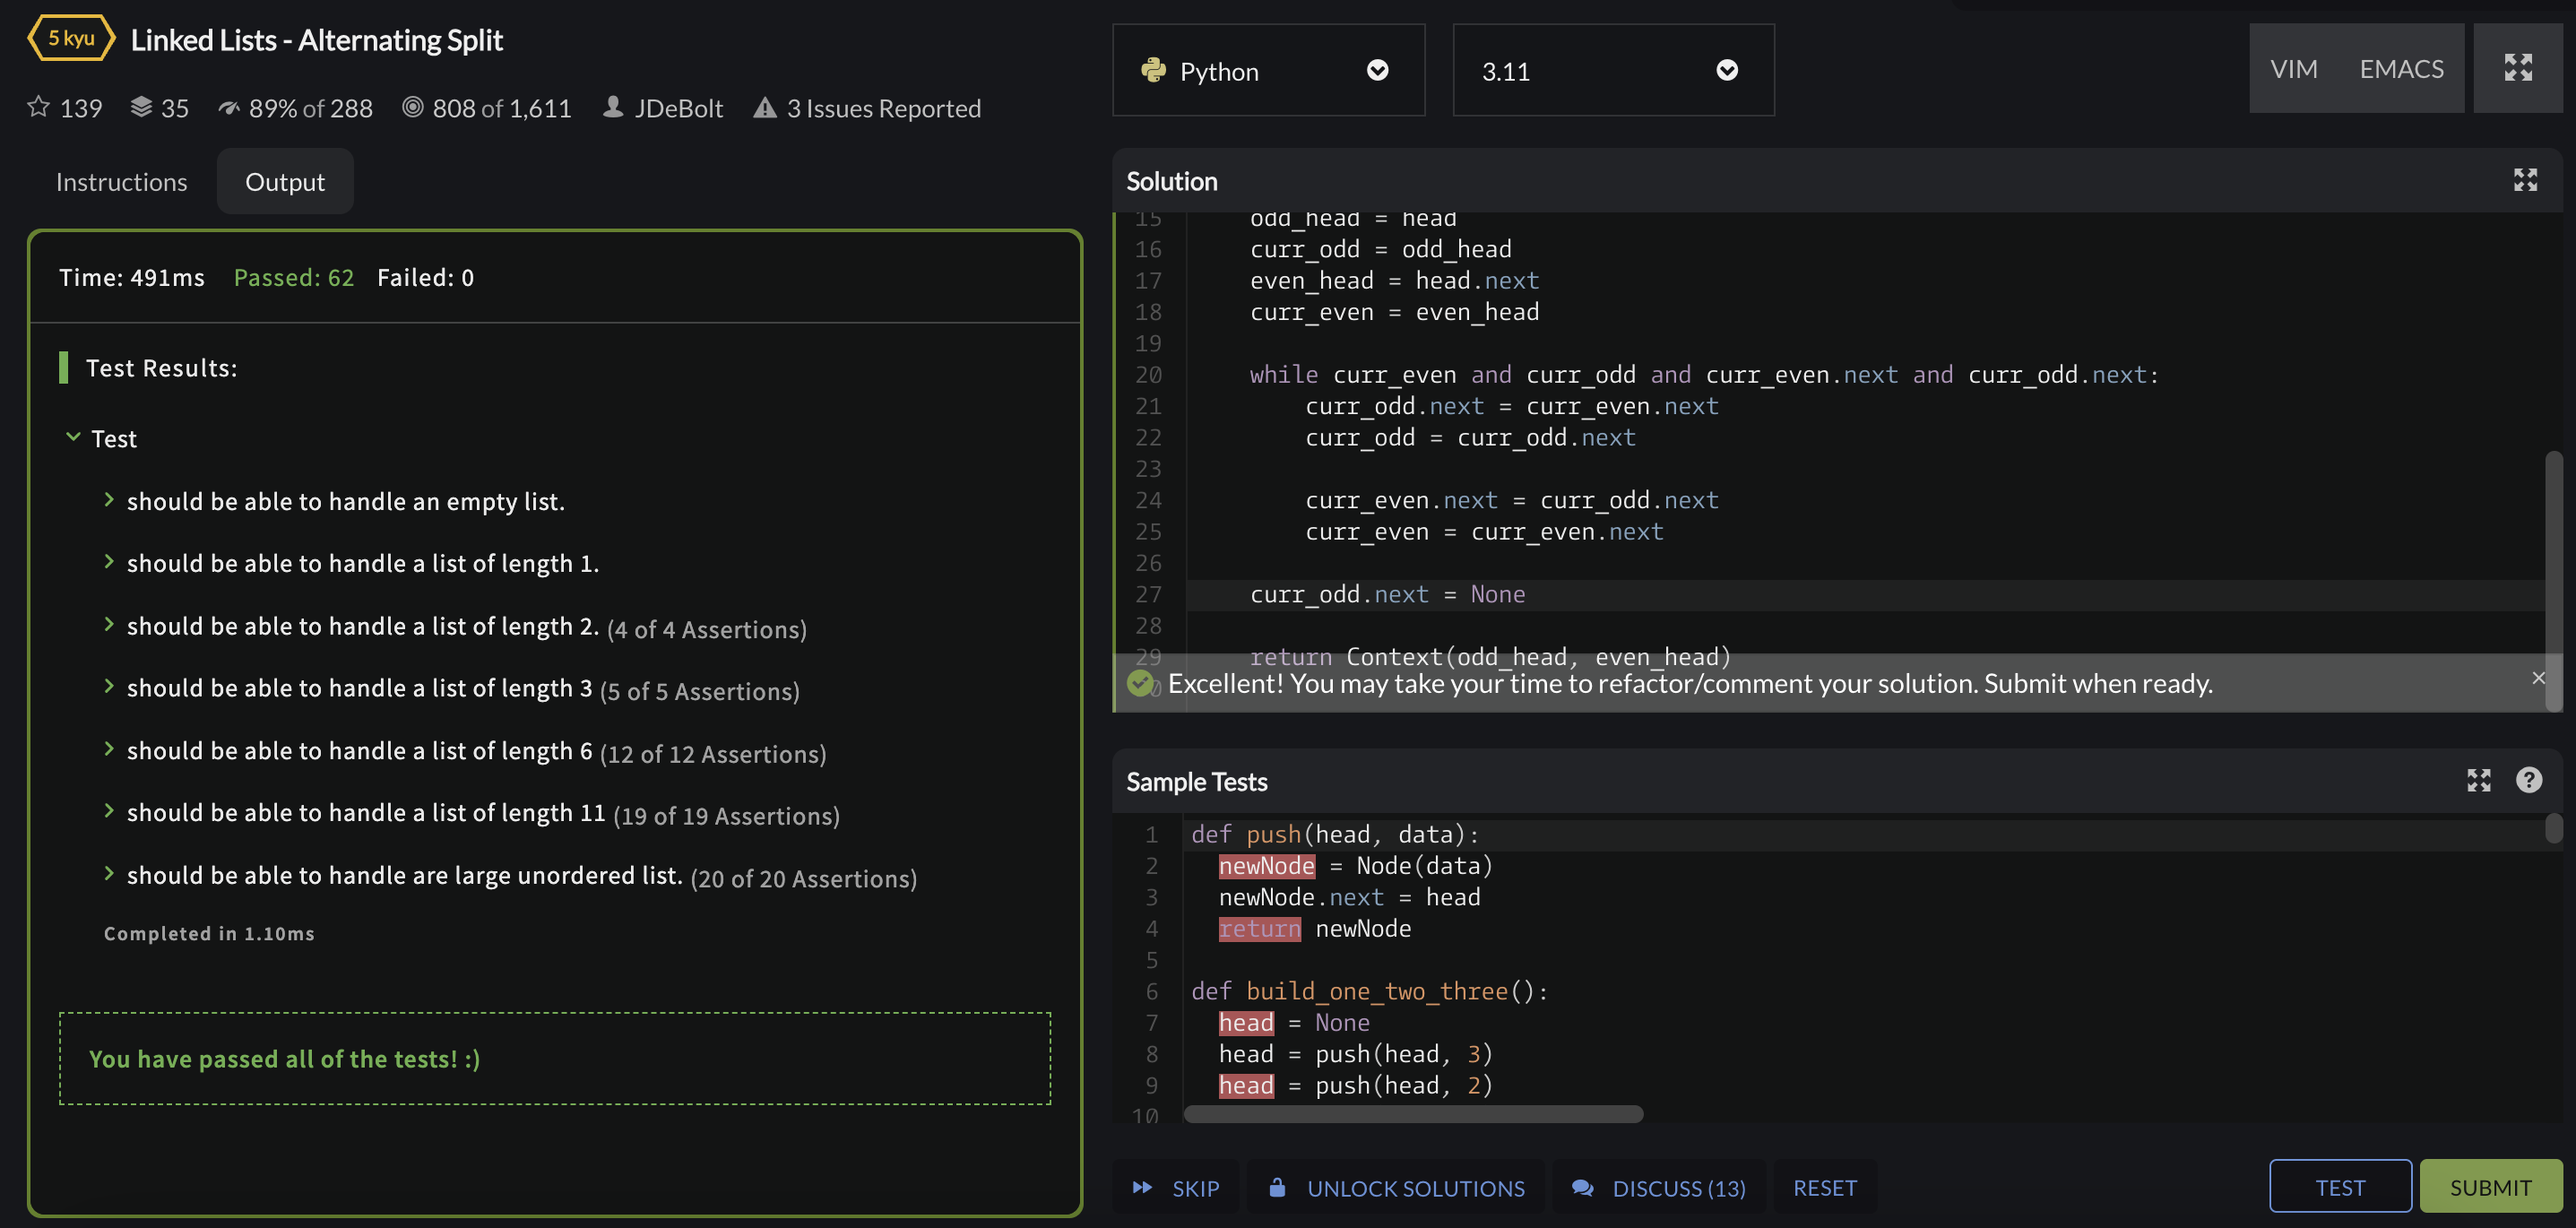 5 kyu Linked Lists - Alternating Split
139 35 89% of 288 808 of 1,611 JDeBolt 3 Issues Reported
Instructions Output
Time: 491ms Passed: 62 Failed: 0
Test Results:
Test
should be able to handle an empty list.
should be able to handle a list of length 1.
should be able to handle a list of length 2. (4 of 4 Assertions)
should be able to handle a list of length 3 (5 of 5 Assertions)
should be able to handle a list of length 6 (12 of 12 Assertions)
should be able to handle a list of length 11 (19 of 19 Assertions)
should be able to handle are large unordered list. (20 of 20 Assertions)
Completed in 1.10ms
You have passed all of the tests! :)
Python 3.11 VIM EMACS
Solution
15 odd_head = head
16 curr_odd = odd_head
17 even_head = head.next
18 curr_even = even_head
19
20 while curr_even and curr_odd and curr_even.next and curr_odd.next:
21 curr_odd.next = curr_even.next
22 curr_odd = curr_odd.next
23
24 curr_even.next = curr_odd.next
25 curr_even = curr_even.next
26
27 curr_odd.next = None
28
29 return Context(odd_head, even_head)
Excellent! You may take your time to refactor/comment your solution. Submit when ready.
Sample Tests
1 def push(head, data):
2 newNode = Node(data)
3 newNode.next = head
4 return newNode
5
6 def build_one_two_three():
7 head = None
8 head = push(head, 3)
9 head = push(head, 2)
10
SKIP UNLOCK SOLUTIONS DISCUSS (13) RESET TEST SUBMIT